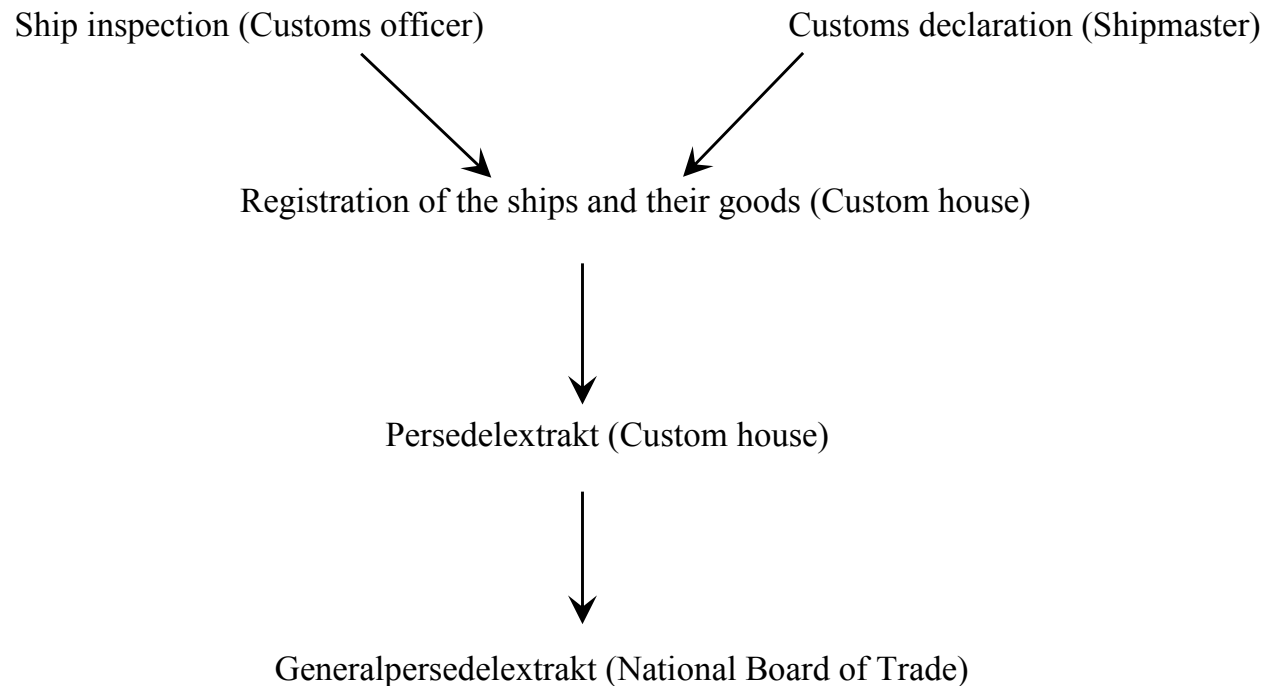 Ship inspection (Customs officer)
Customs declaration (Shipmaster)
Registration of the ships and their goods (Custom house)
Persedelextrakt (Custom house)
Generalpersedelextrakt (National Board of Trade)